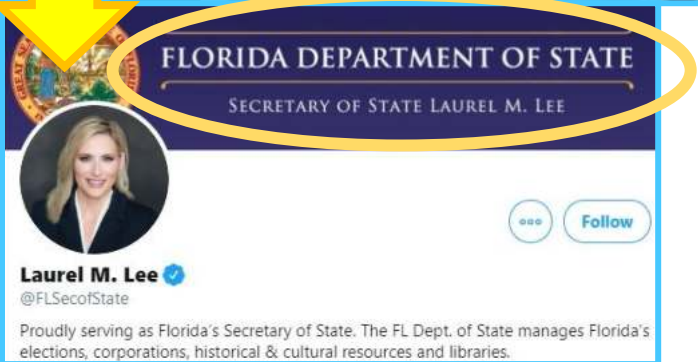 FLORIDA DEPARTMENT OF STATE
SECRETARY OF STATE LAUREL M. LEE
Follow
Laurel M. Lee
@FLSecofState
Proudly serving as Florida's Secretary of State. The FL Dept. of State manages Florida's
elections, corporations, historical & cultural resources and libraries.